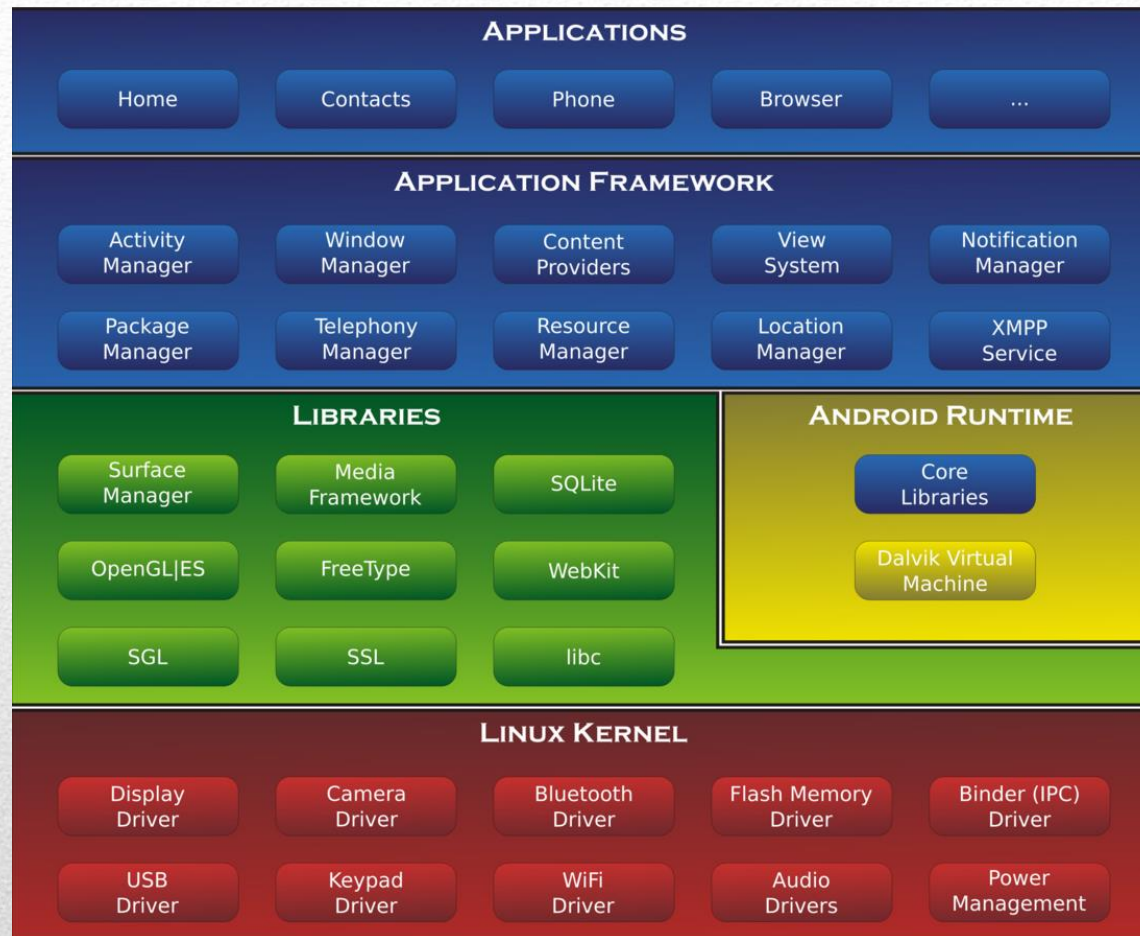 APPLICATIONS
Home
Contacts
Phone
Browser
...
APPLICATION FRAMEWORK
Activity
Manager
Window
Manager
Content
Providers
View
System
Notification
Manager
Package
Manager
Telephony
Manager
Resource
Manager
Location
Manager
XMPP
Service
LIBRARIES
Surface
Manager
Media
Framework
SQLite
OpenGL|ES
FreeType
WebKit
SGL
SSL
libc
ANDROID RUNTIME
Core
Libraries
Dalvik Virtual
Machine
LINUX KERNEL
Display
Driver
Camera
Driver
Bluetooth
Driver
Flash Memory
Driver
Binder (IPC)
Driver
USB
Driver
Keypad
Driver
WiFi
Driver
Audio
Drivers
Power
Management